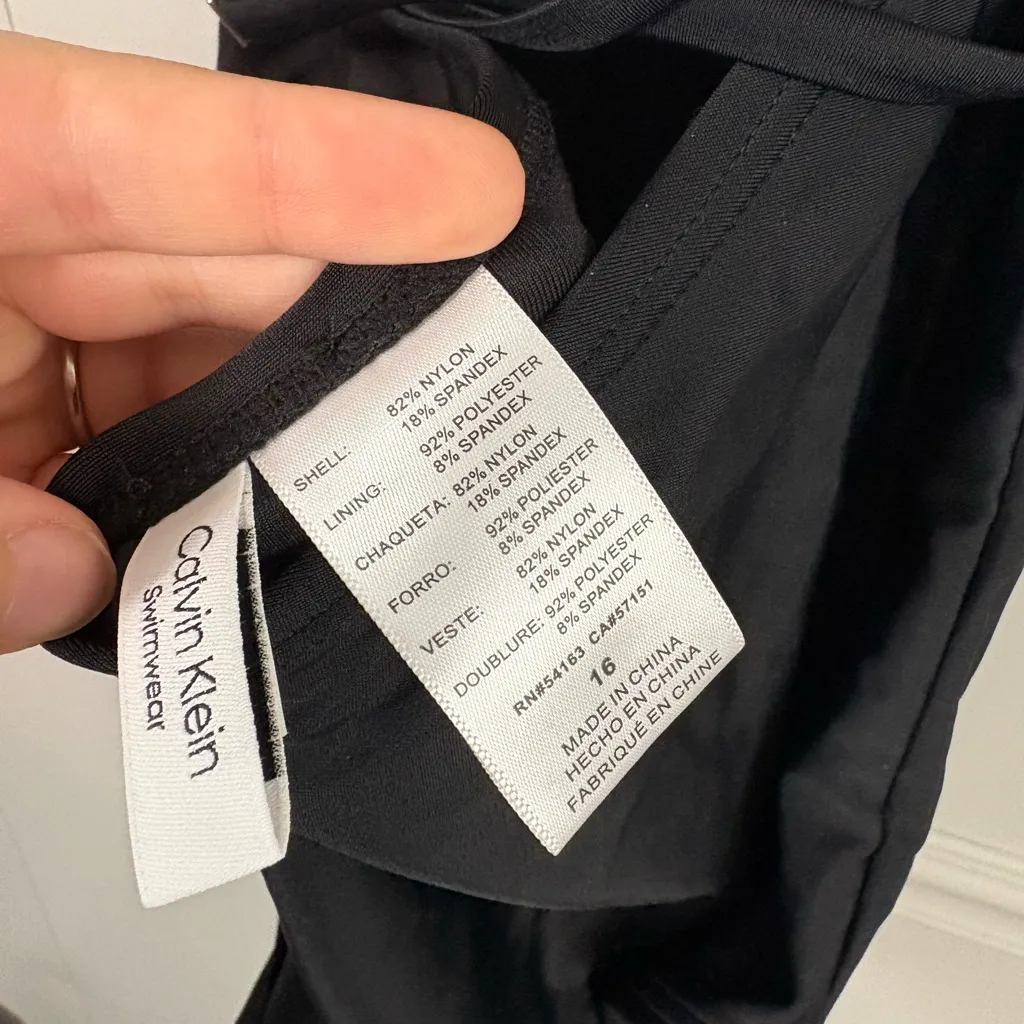 82% NYLON
SHELL: 18% SPANDEX
92% POLYESTER
LINING: 8% SPANDEX
CHAQUETA: 82% NYLON
18% SPANDEX
92% POLIESTER
FORRO: 8% SPANDEX
82% NYLON
VESTE: 18% SPANDEX
DOUBLURE: 92% POLYESTER
8% SPANDEX
RN#54163 CA#57151
16
MADE IN CHINA
HECHO EN CHINA
FABRIQUÉ EN CHINE
Calvin Klein
Swimwear